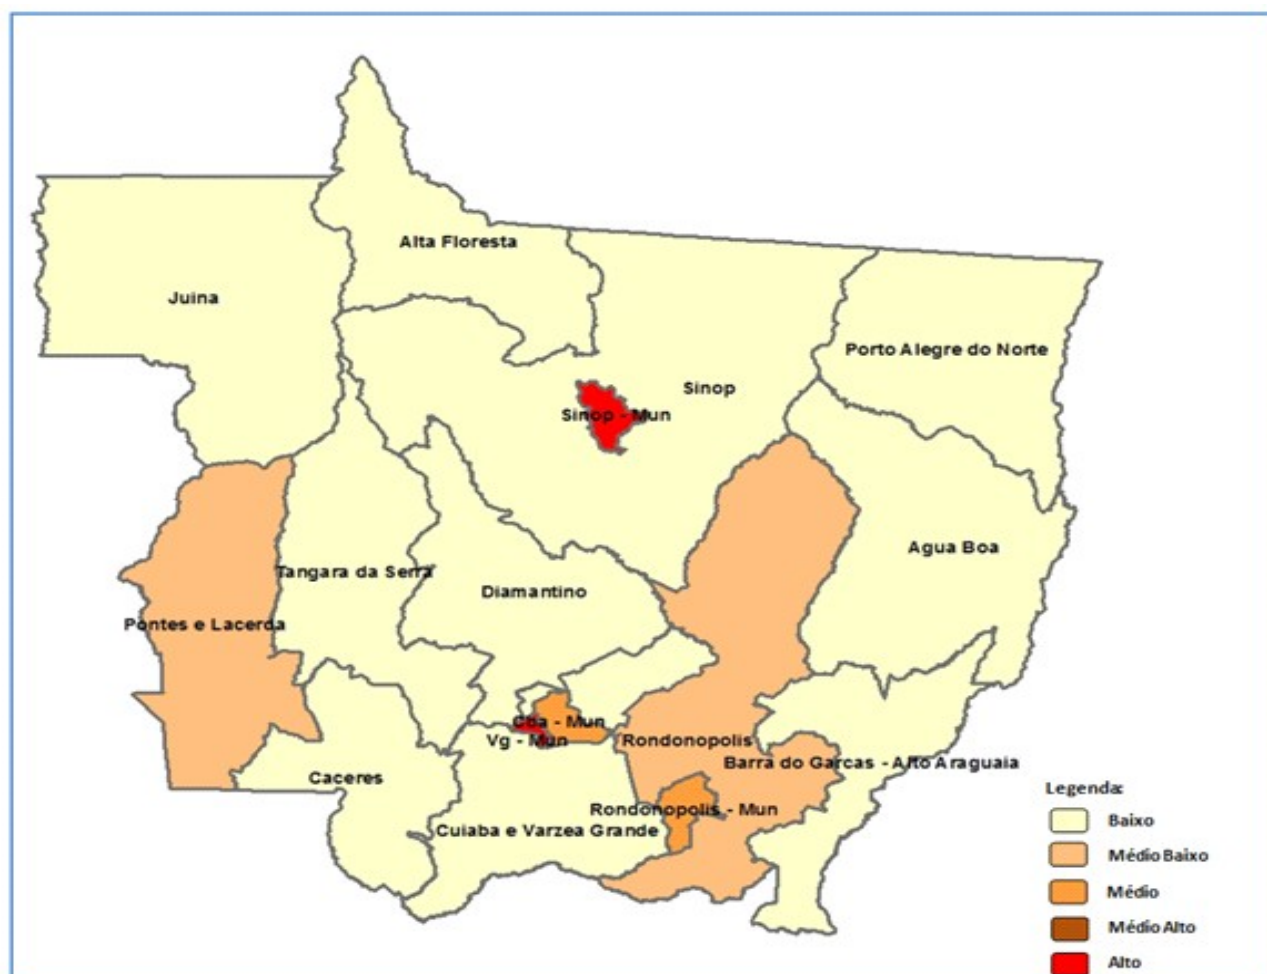 Alta Floresta
Juina
Porto Alegre do Norte
Sinop
Sinop - Mun
Agua Boa
Tangara da Serra
Diamantino
Pontes e Lacerda
Cba - Mun
Vg - Mun
Rondonopolis
Barra do Garcas - Alto Araguaia
Caceres
Rondonopolis - Mun
Cuiaba e Varzea Grande
Legenda:
Baixo
Médio Baixo
Médio
Médio Alto
Alto